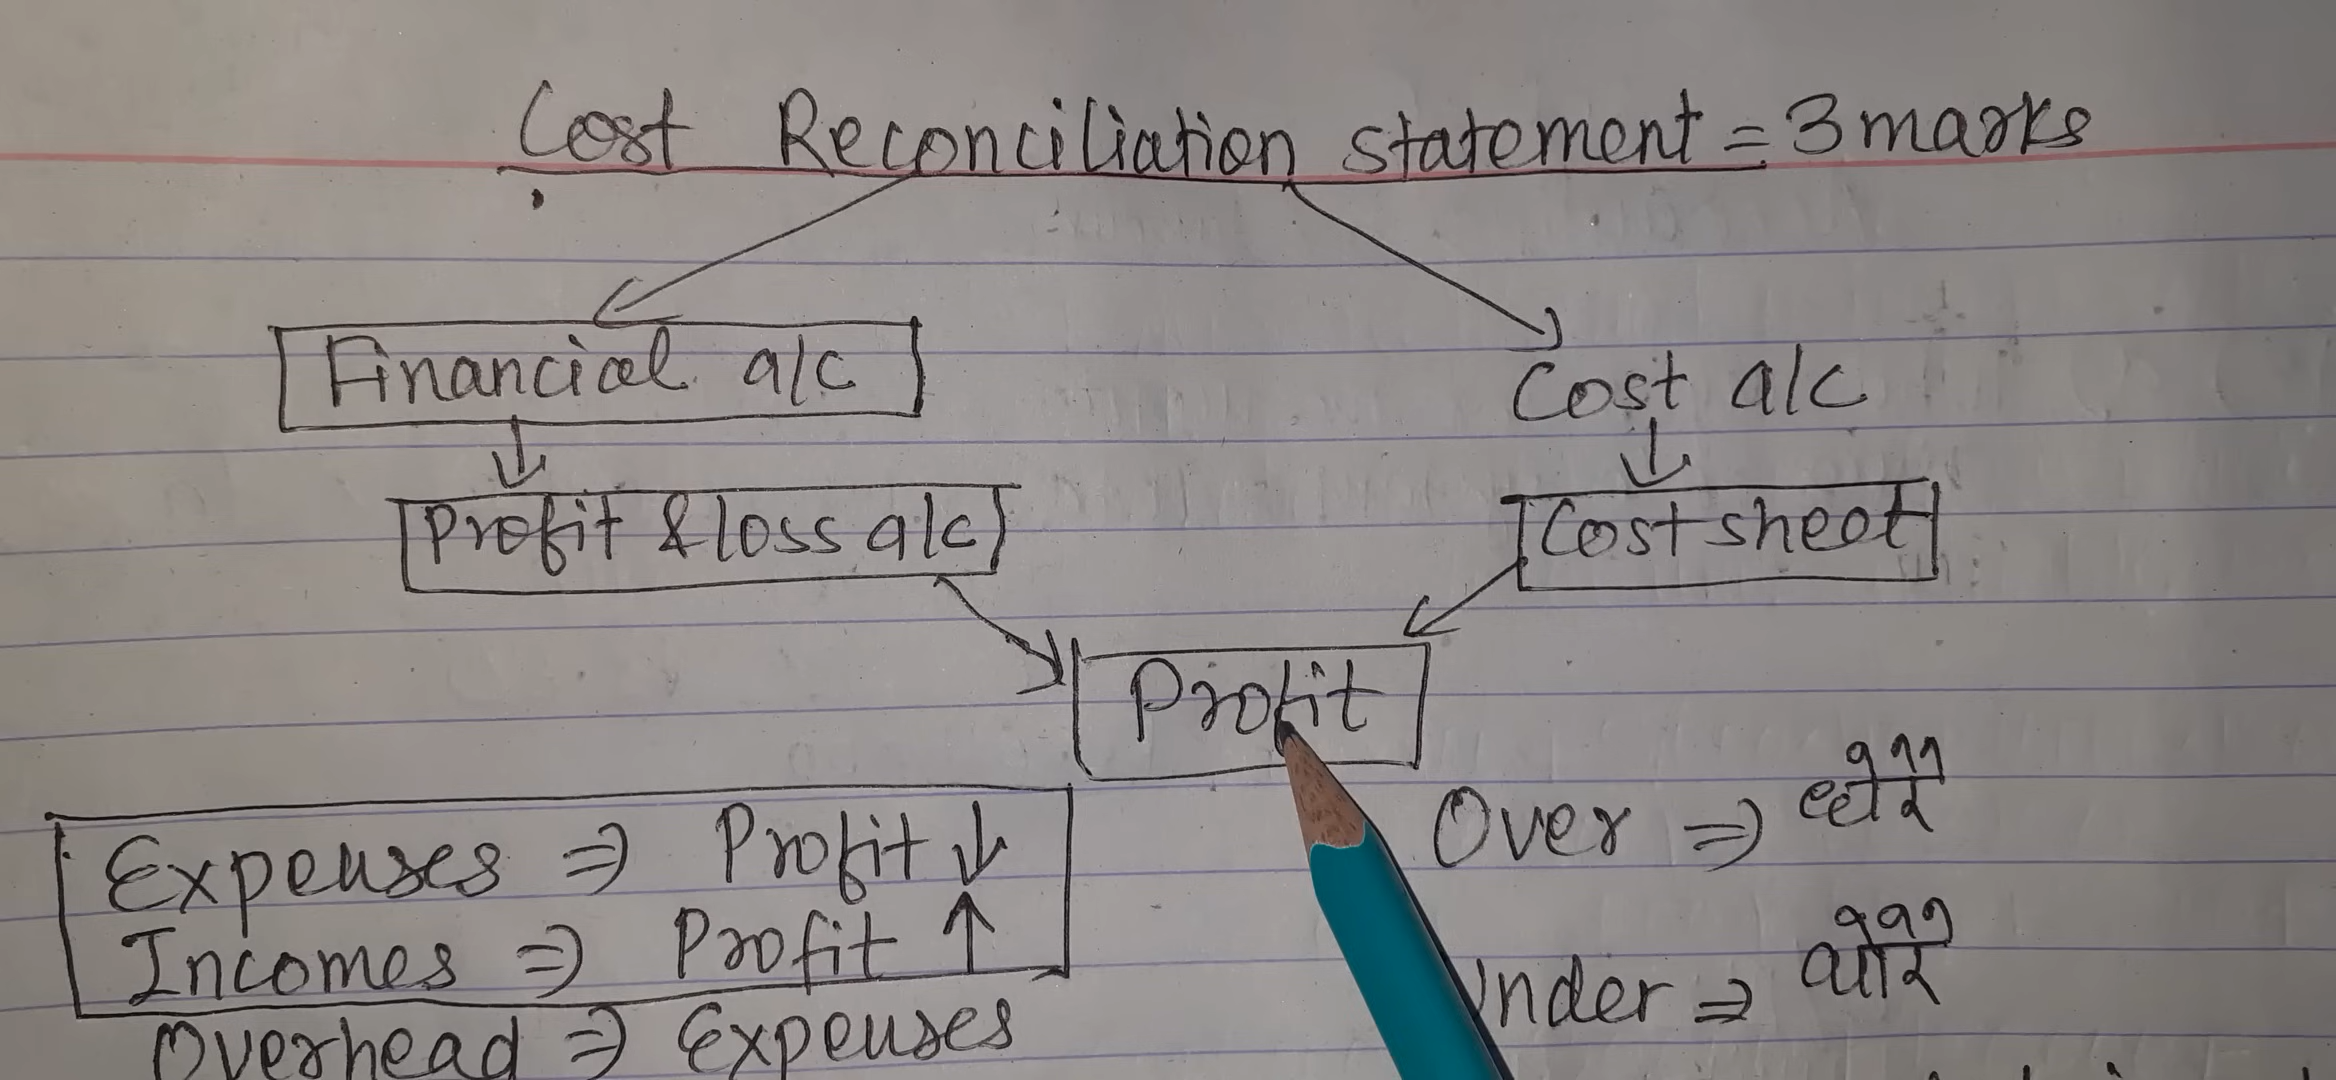 Cost Reconciliation statement = 3 marks
Financial a/c
Cost a/c
Profit & loss a/c
Cost sheet
Profit
Expenses ⇒ Profit ↓
Incomes ⇒ Profit ↑
Overhead ⇒ Expenses
Over ⇒
Under ⇒